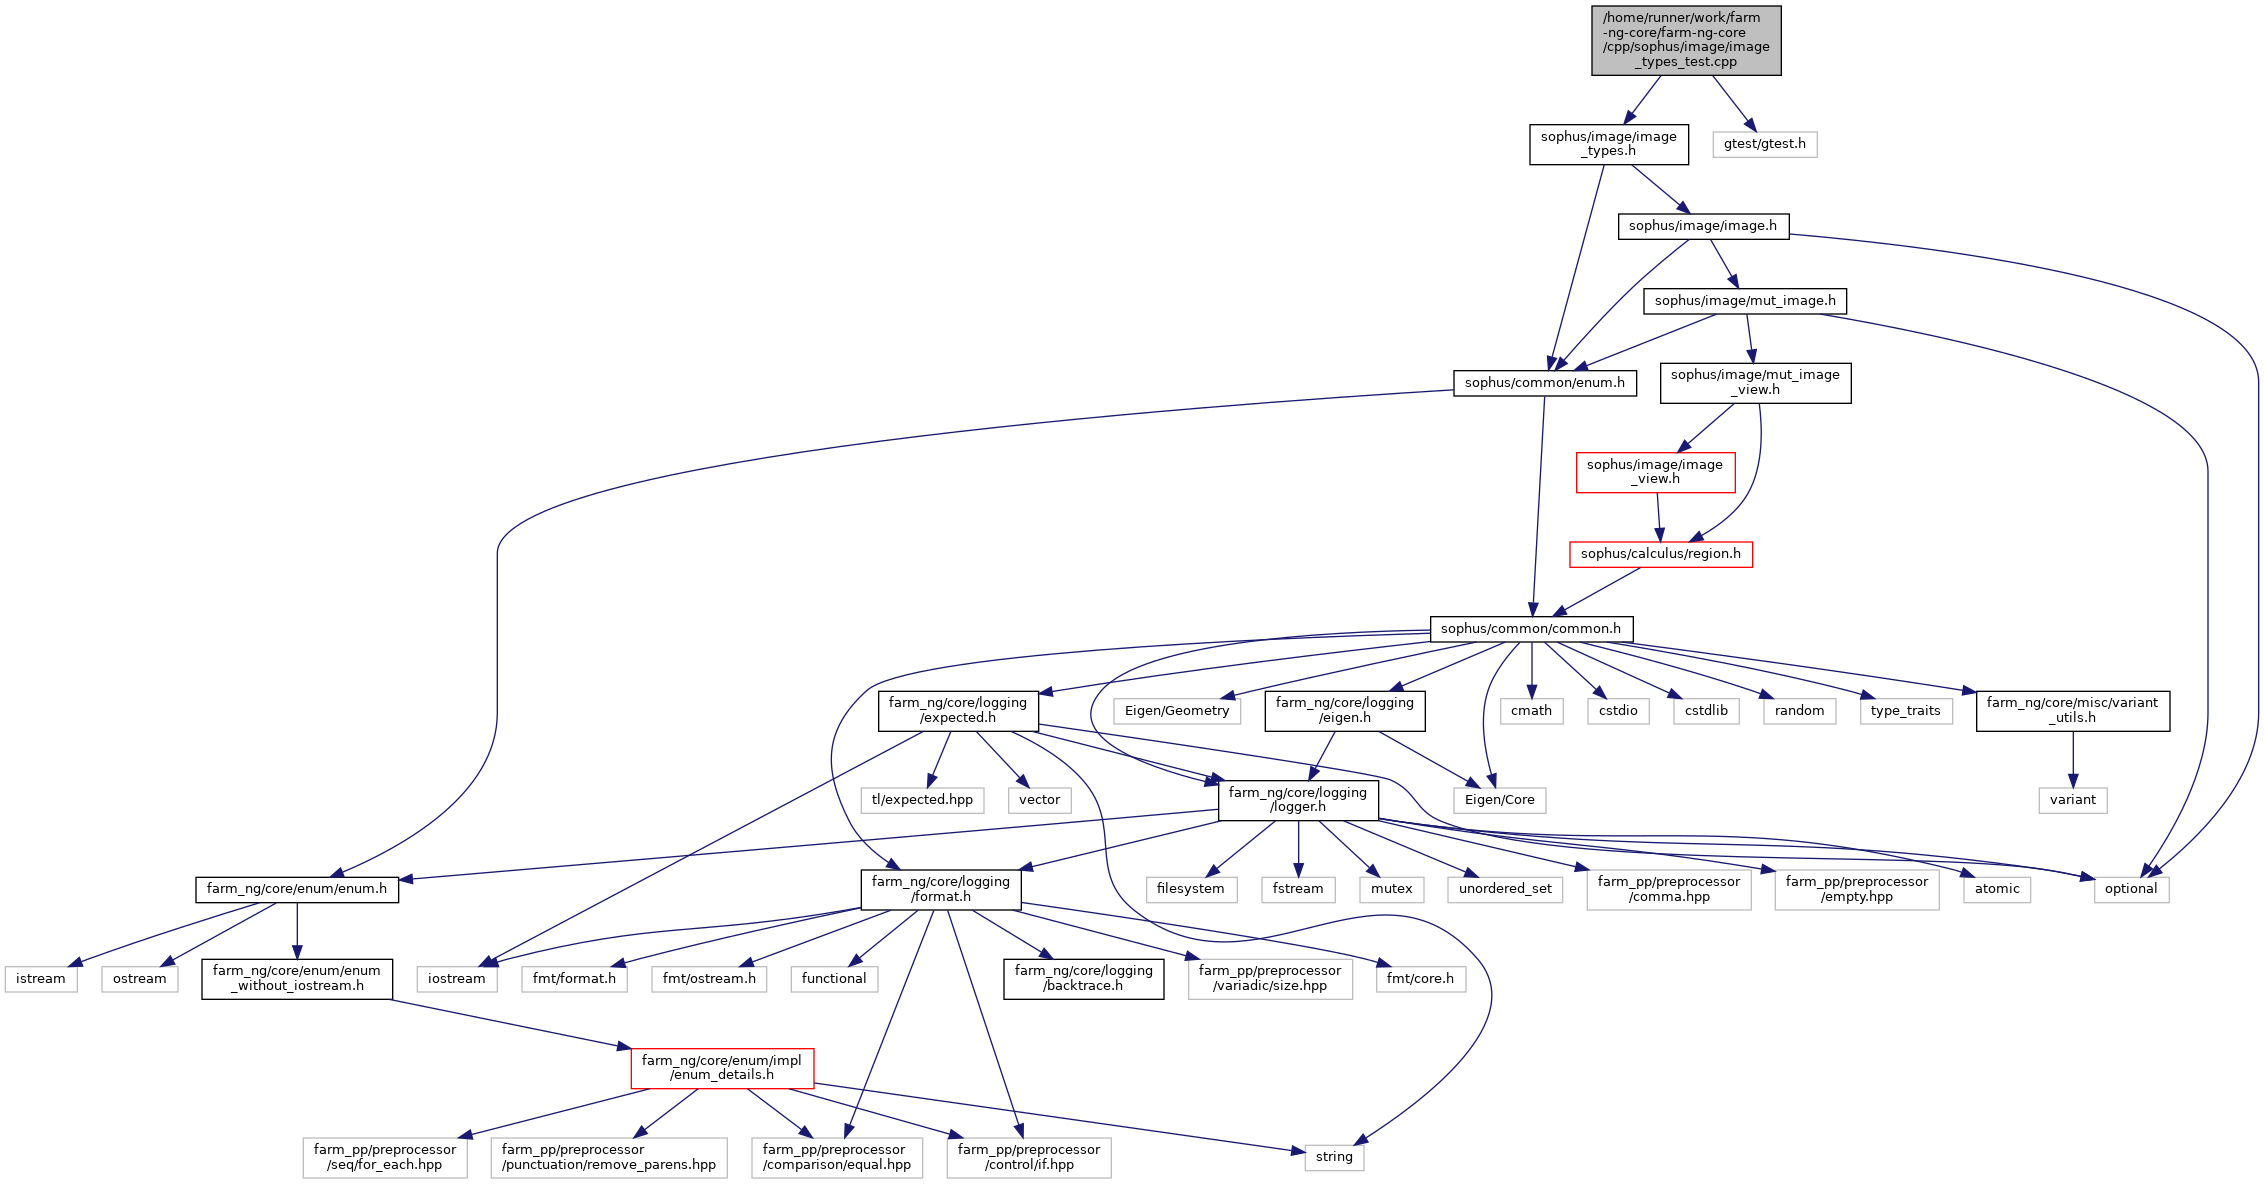 /home/runner/work/farm
-ng-core/farm-ng-core
/cpp/sophus/image/image
_types_test.cpp
sophus/image/image
_types.h
gtest/gtest.h
sophus/image/image.h
sophus/image/mut_image.h
sophus/common/enum.h
sophus/image/mut_image
_view.h
sophus/image/image
_view.h
sophus/calculus/region.h
sophus/common/common.h
farm_ng/core/logging
/expected.h
Eigen/Geometry
farm_ng/core/logging
/eigen.h
cmath
cstdio
cstdlib
random
type_traits
farm_ng/core/misc/variant
_utils.h
tl/expected.hpp
vector
farm_ng/core/logging
/logger.h
Eigen/Core
variant
farm_ng/core/enum/enum.h
farm_ng/core/logging
/format.h
filesystem
fstream
mutex
unordered_set
farm_pp/preprocessor
/comma.hpp
farm_pp/preprocessor
/empty.hpp
atomic
optional
istream
ostream
farm_ng/core/enum/enum
_without_iostream.h
iostream
fmt/format.h
fmt/ostream.h
functional
farm_ng/core/logging
/backtrace.h
farm_pp/preprocessor
/variadic/size.hpp
fmt/core.h
farm_ng/core/enum/impl
/enum_details.h
farm_pp/preprocessor
/seq/for_each.hpp
farm_pp/preprocessor
/punctuation/remove_parens.hpp
farm_pp/preprocessor
/comparison/equal.hpp
farm_pp/preprocessor
/control/if.hpp
string